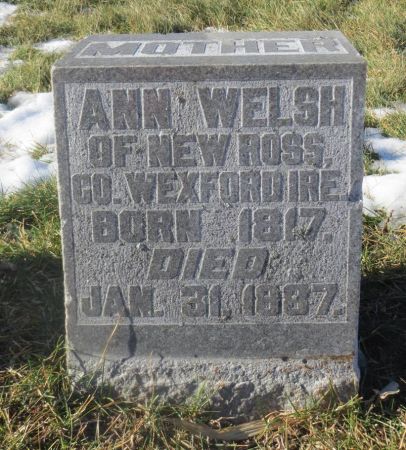 MOTHER
ANN WELSH
OF NEW ROSS,
CO. WEXFORD IRE.
BORN 1817.
DIED
JAN. 31, 1887.